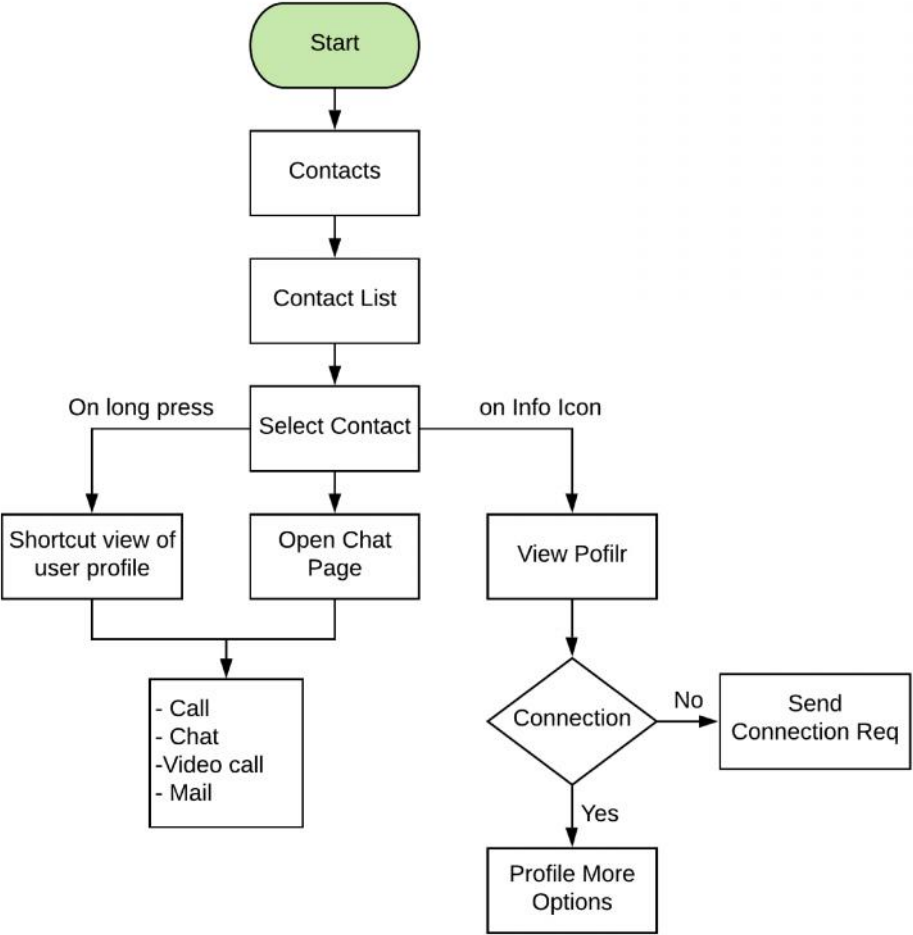 Start
Contacts
Contact List
On long press
Select Contact
on Info Icon
Shortcut view of
user profile
Open Chat
Page
View Pofilr
- Call
- Chat
-Video call
- Mail
Connection
No
Send
Connection Req
Yes
Profile More
Options